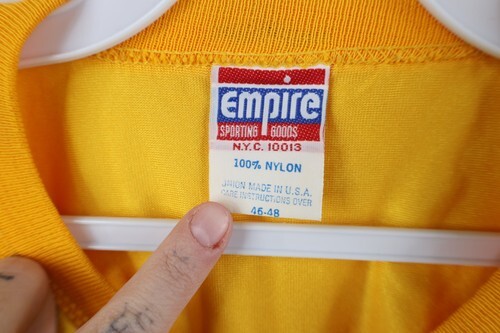 empire
SPORTING GOODS
N.Y.C. 10013
100% NYLON
UNION MADE IN U.S.A.
CARE INSTRUCTIONS OVER
46-48